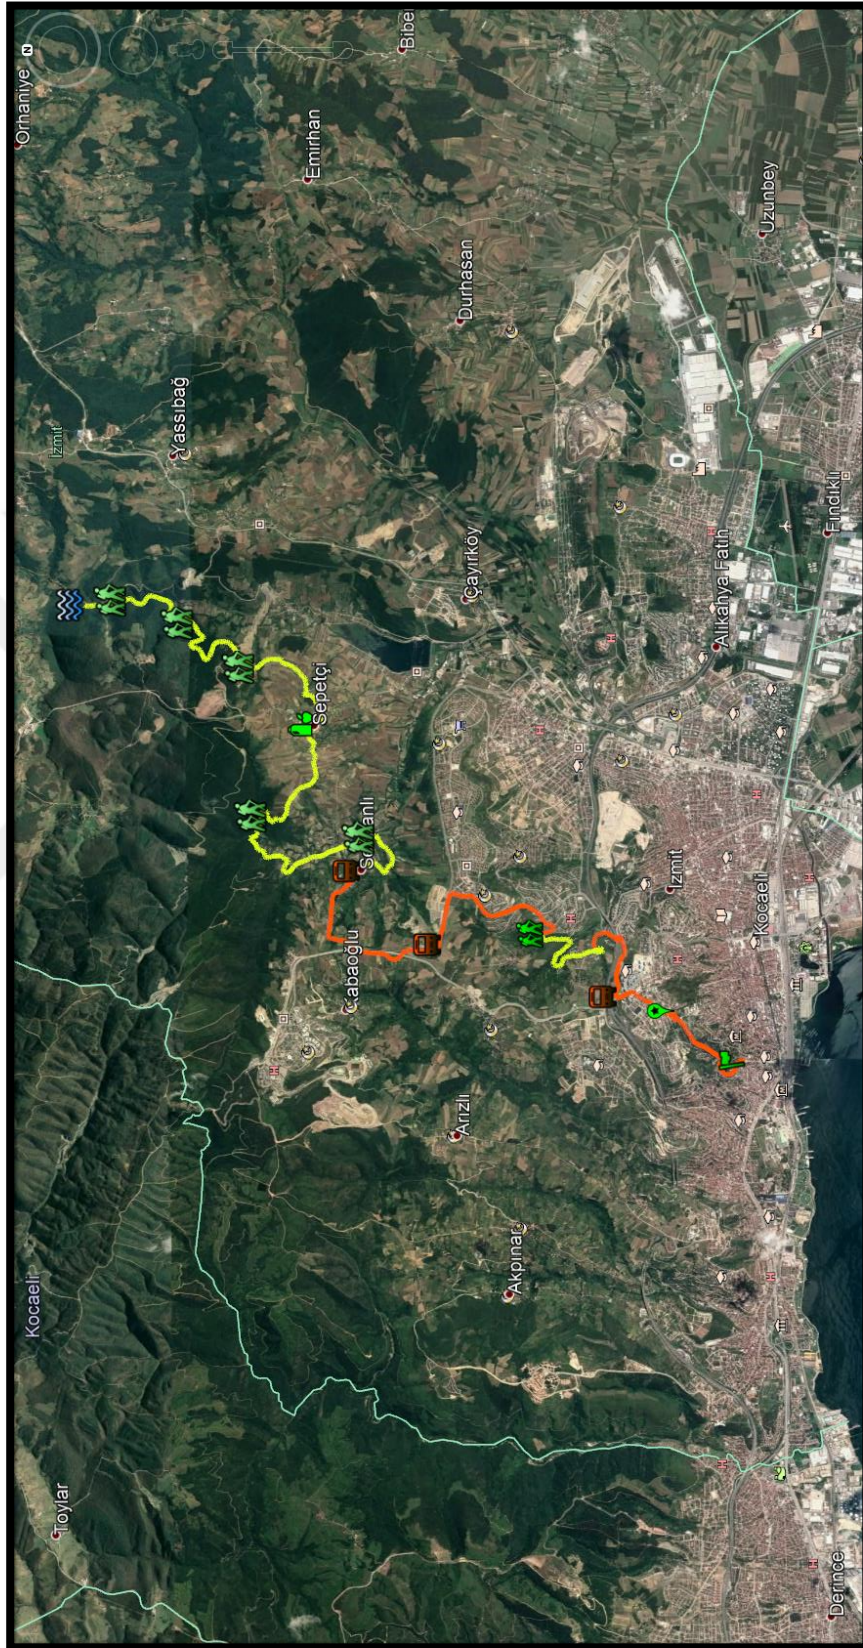 Orhaniye
N
Biber
Emirhan
İzmit
Yassıbağ
Durhasan
Uzunbey
Çayırköy
Fındıklı
Alikahya Fatih
Sepetçi
Kabaoğlu
İzmit
Kocaeli
Arızlı
Akpınar
Kocaeli
Toylar
Derince